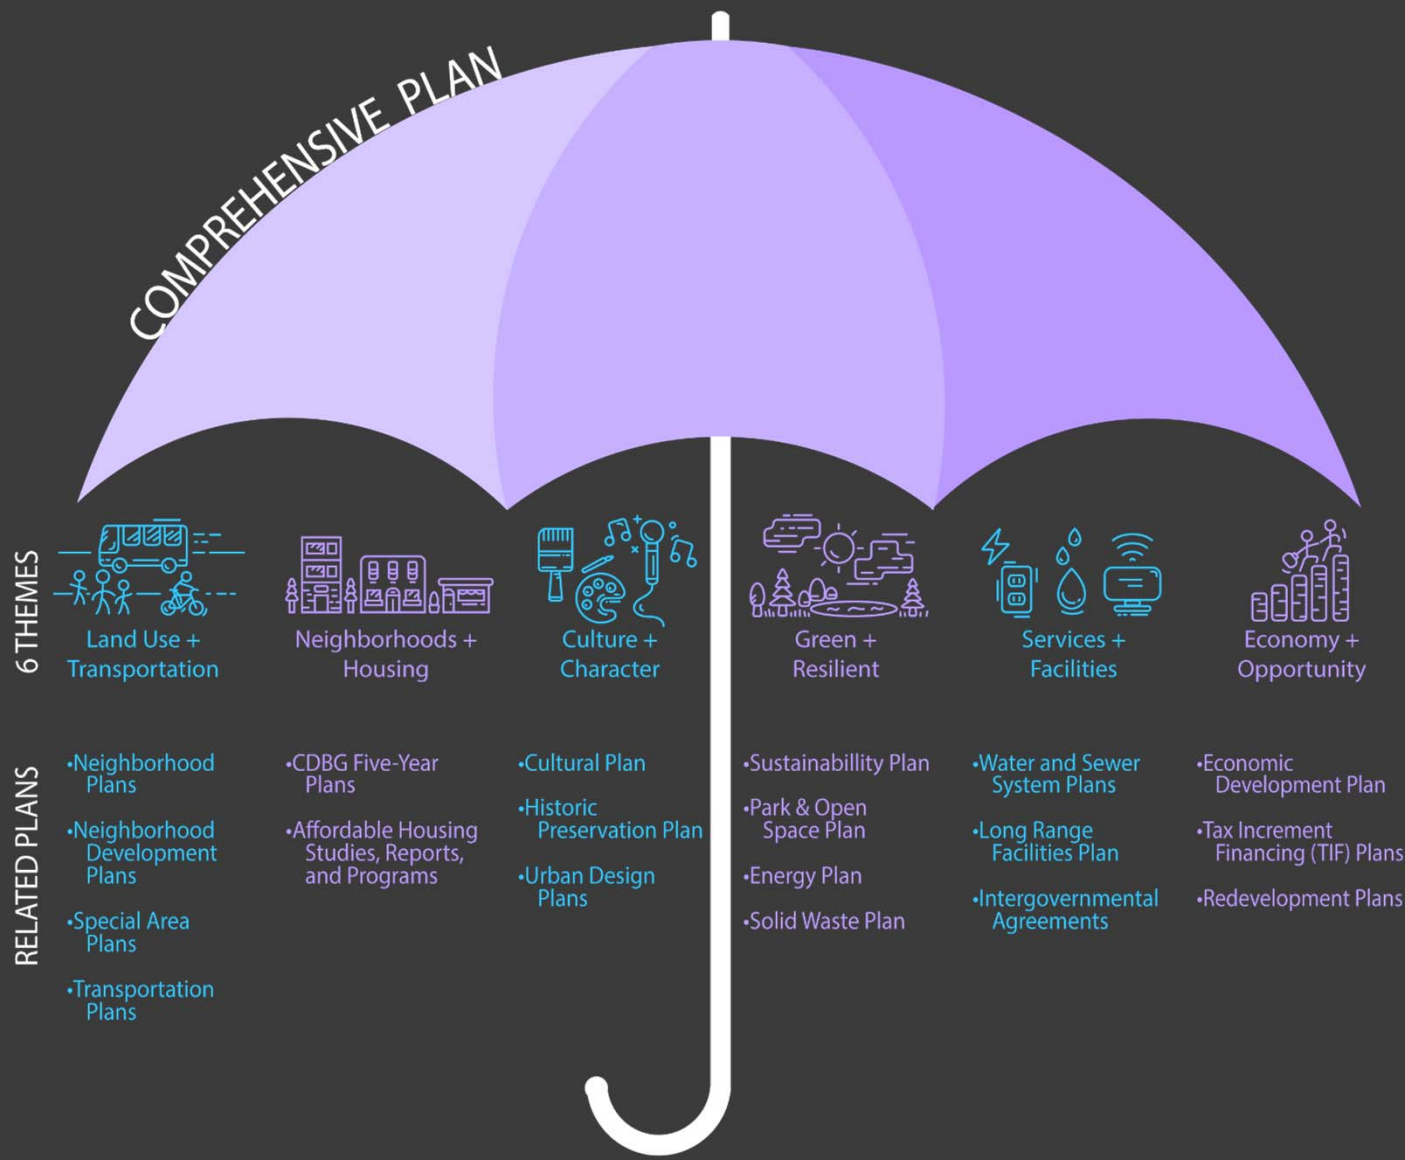 COMPREHENSIVE PLAN
6 THEMES
Land Use +
Transportation
Neighborhoods +
Housing
Culture +
Character
Green +
Resilient
Services +
Facilities
Economy +
Opportunity
RELATED PLANS
•Neighborhood
Plans
•Neighborhood
Development
Plans
•Special Area
Plans
•Transportation
Plans
•CDBG Five-Year
Plans
•Affordable Housing
Studies, Reports,
and Programs
•Cultural Plan
•Historic
Preservation Plan
•Urban Design
Plans
•Sustainabillity Plan
•Park & Open
Space Plan
•Energy Plan
•Solid Waste Plan
•Water and Sewer
System Plans
•Long Range
Facilities Plan
•Intergovernmental
Agreements
•Economic
Development Plan
•Tax Increment
Financing (TIF) Plans
•Redevelopment Plans